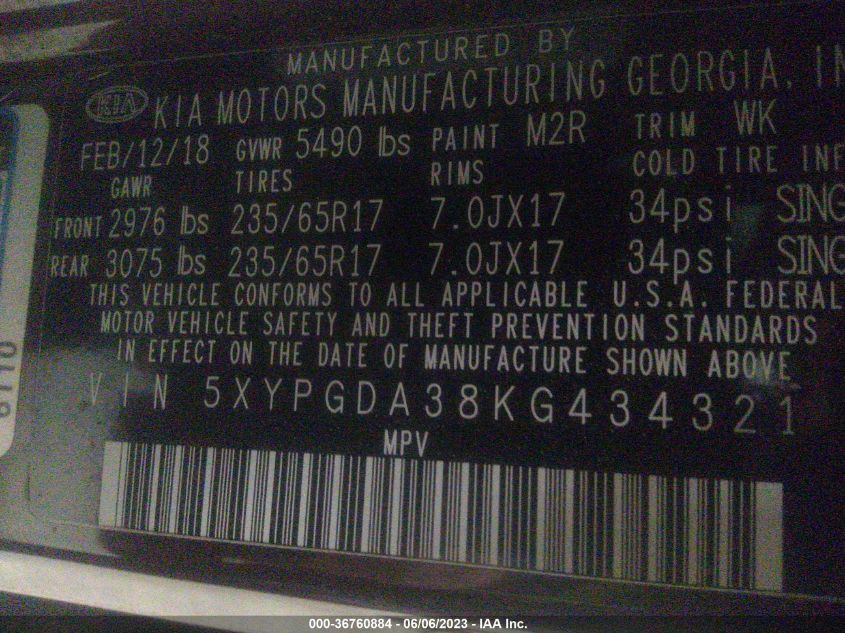 MANUFACTURED BY
KIA KIA MOTORS MANUFACTURING GEORGIA, IN
FEB/12/18 GVWR 5490 lbs PAINT M2R TRIM WK
GAWR TIRES RIMS COLD TIRE INF
FRONT 2976 lbs 235/65R17 7.0JX17 34psi SING
REAR 3075 lbs 235/65R17 7.0JX17 34psi SING
THIS VEHICLE CONFORMS TO ALL APPLICABLE U.S.A. FEDERAL
MOTOR VEHICLE SAFETY AND THEFT PREVENTION STANDARDS
IN EFFECT ON THE DATE OF MANUFACTURE SHOWN ABOVE
VIN 5XYPGDA38KG434321
MPV
000-36760884 - 06/06/2023 - IAA Inc.